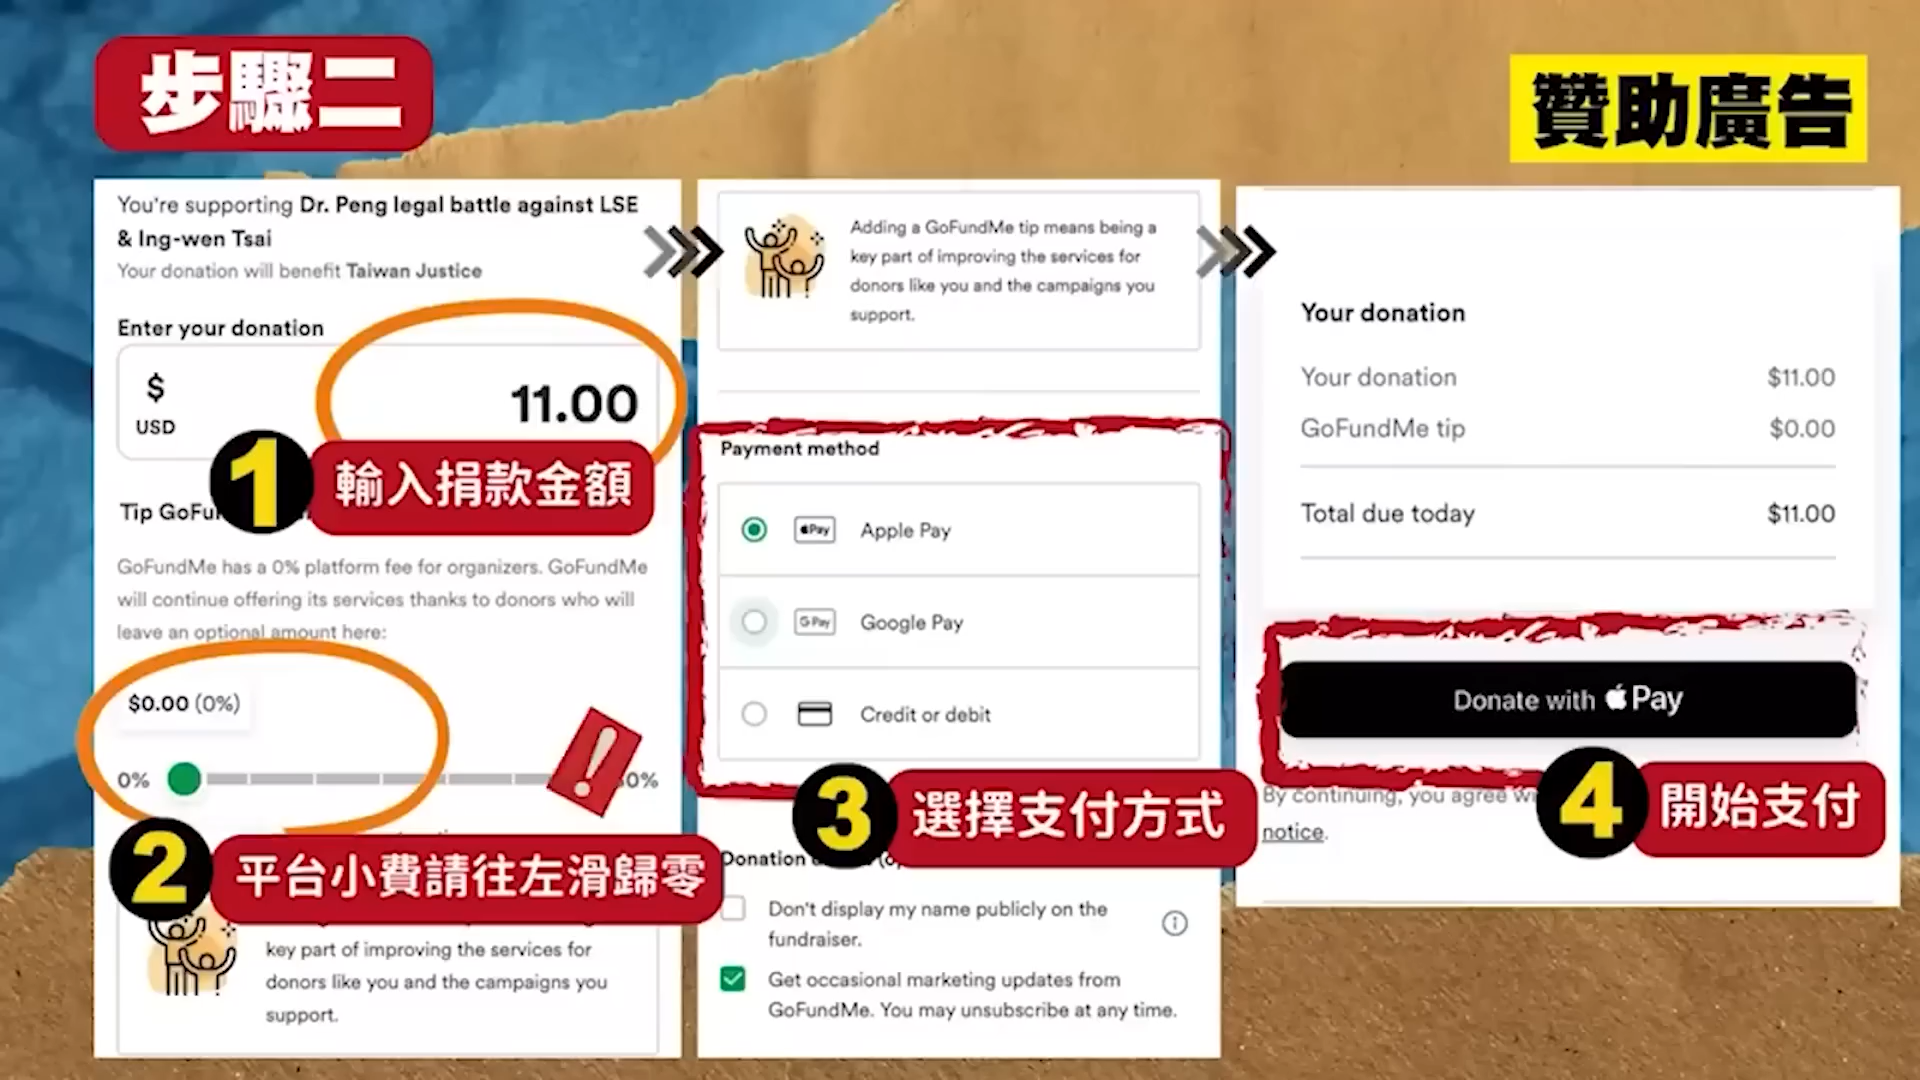 步驟二
贊助廣告
You're supporting Dr. Peng legal battle against LSE
& Ing-wen Tsai
Your donation will benefit Taiwan Justice
Enter your donation
$
USD
11.00
1 輸入捐款金額
Tip
GoFundMe has a 0% platform fee for organizers. GoFundMe
will continue offering its services thanks to donors who will
leave an optional amount here:
$0.00 (0%)
0%
2 平台小費請往左滑歸零
key part of improving the services for
donors like you and the campaigns you
support.
Adding a GoFundMe tip means being a
key part of improving the services for
donors like you and the campaigns you
support.
Payment method
Pay Apple Pay
G Pay Google Pay
Credit or debit
3 選擇支付方式
Donation
Don't display my name publicly on the
fundraiser.
Get occasional marketing updates from
GoFundMe. You may unsubscribe at any time.
Your donation
Your donation $11.00
GoFundMe tip $0.00
Total due today $11.00
Donate with Pay
4 開始支付
By continuing, you agree
notice.